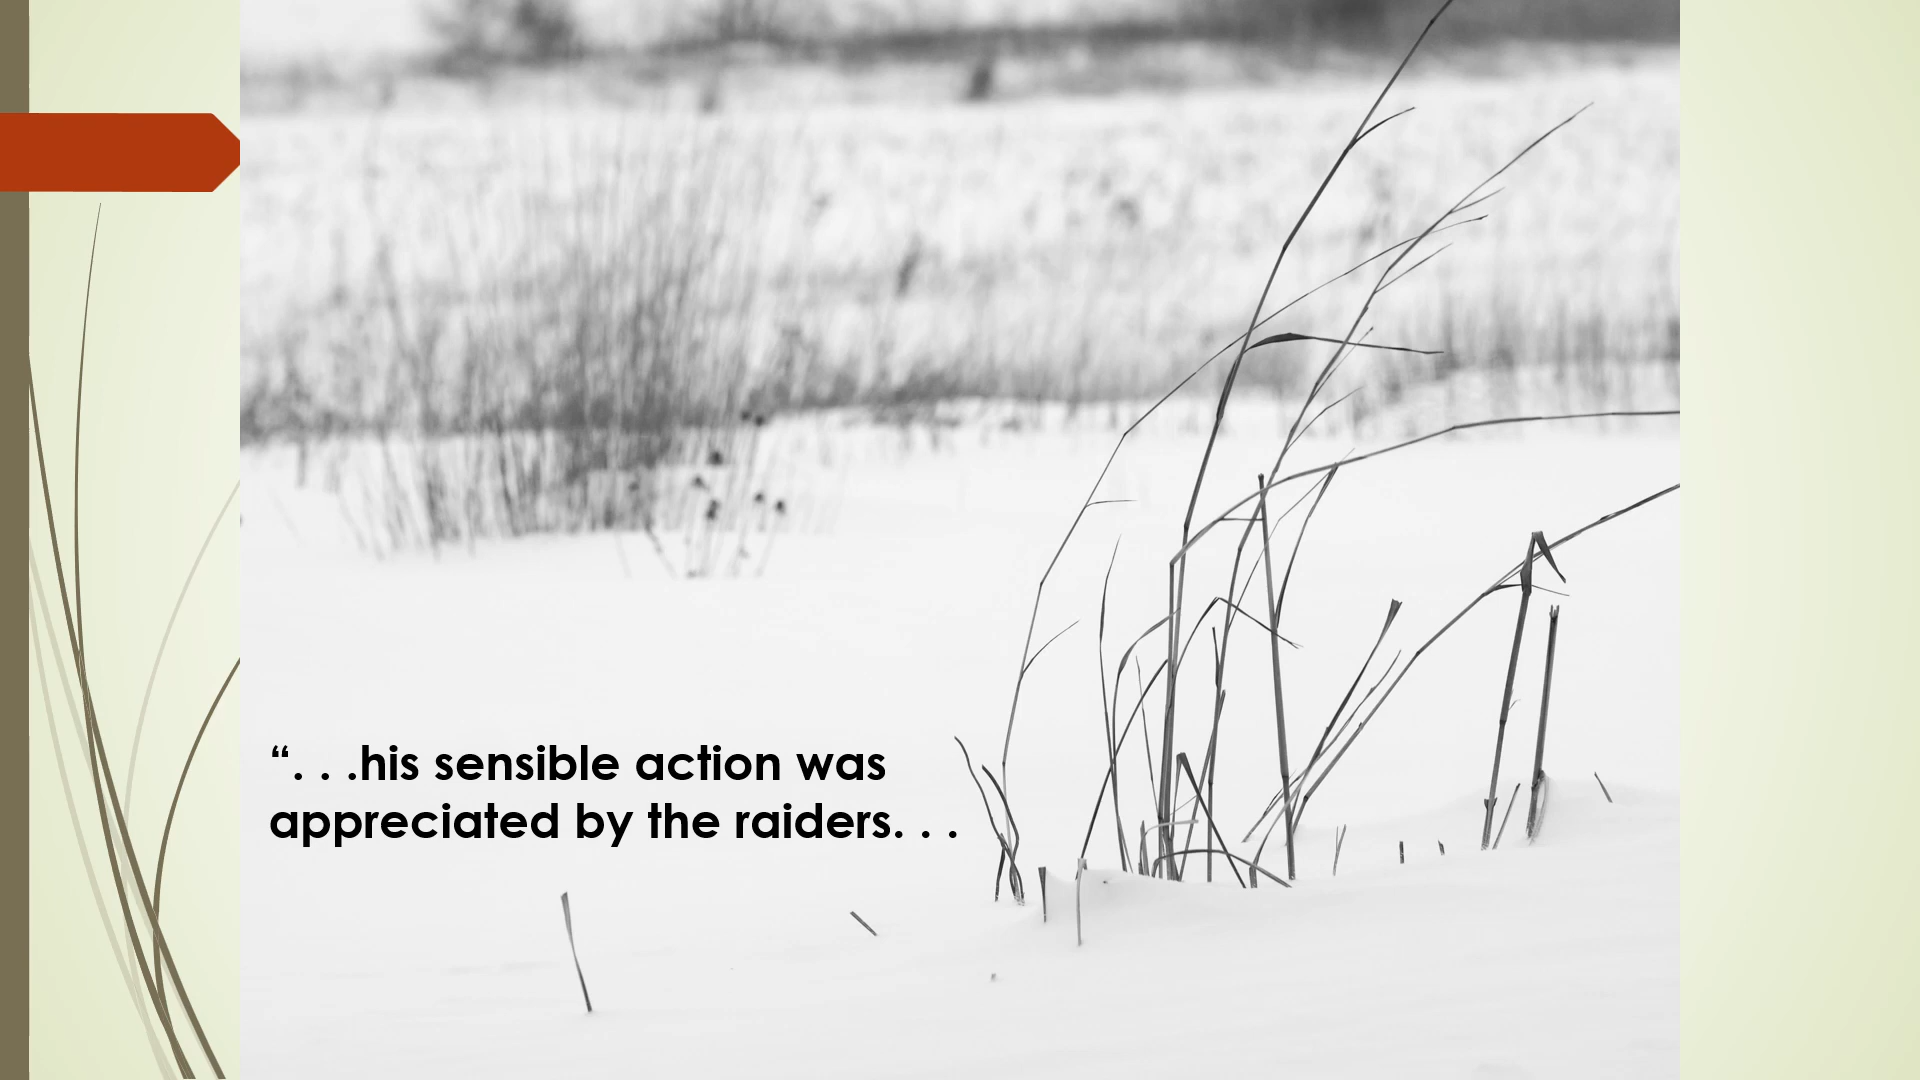 “. . .his sensible action was
appreciated by the raiders. . .